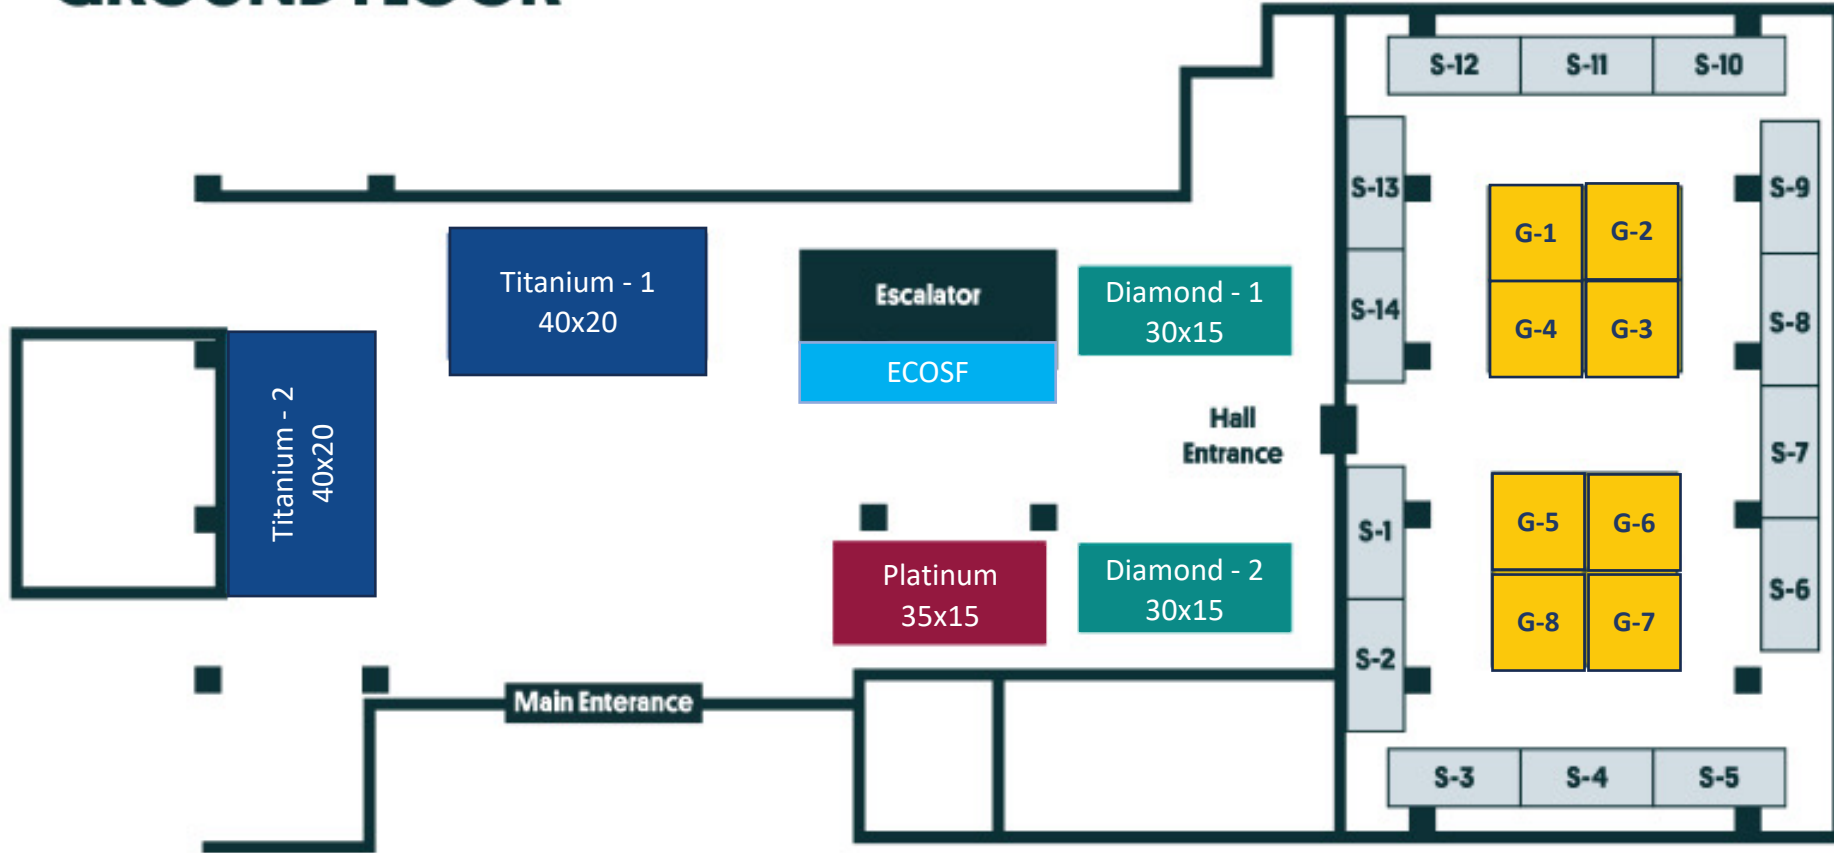 GROUND FLOOR
S-12
S-11
S-10
S-13
S-9
G-1
G-2
Titanium - 1
40x20
Escalator
Diamond - 1
30x15
S-14
G-4
G-3
S-8
ECOSF
Titanium - 2
40x20
Hall
Entrance
S-7
S-1
G-5
G-6
Platinum
35x15
Diamond - 2
30x15
S-6
G-8
G-7
S-2
Main Enterance
S-3
S-4
S-5